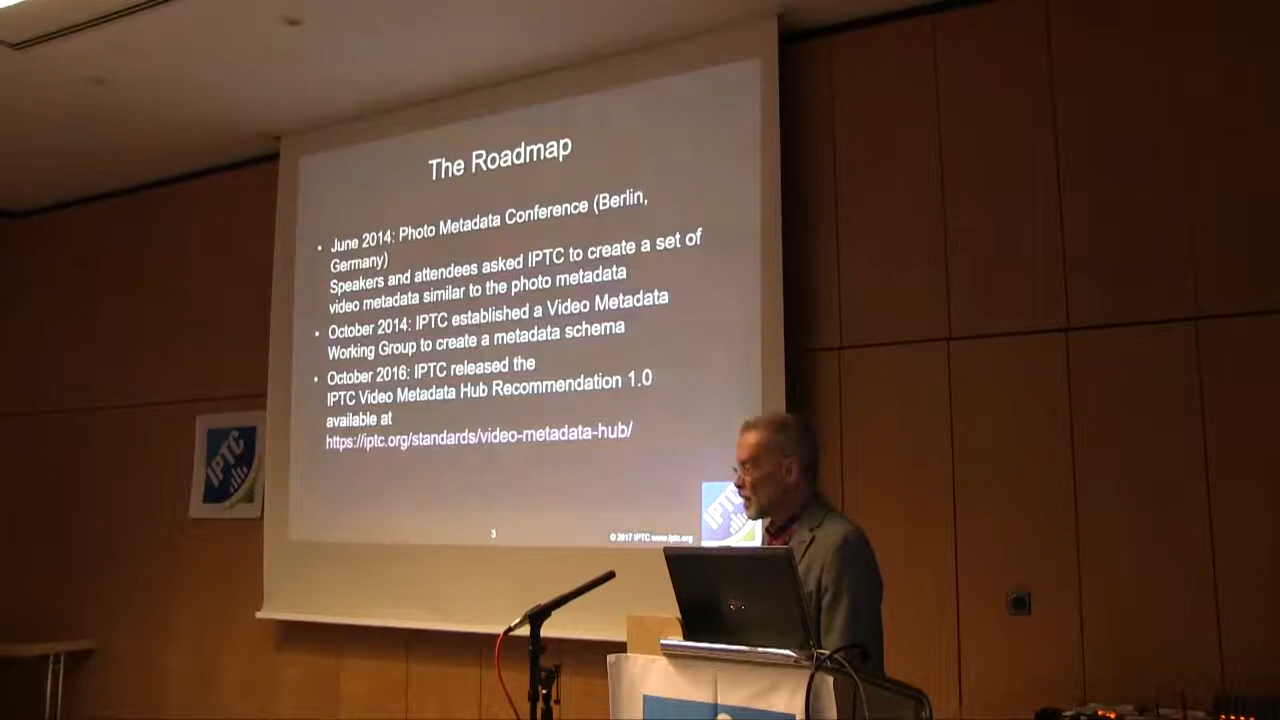 The Roadmap
• June 2014: Photo Metadata Conference (Berlin,
Germany)
Speakers and attendees asked IPTC to create a set of
video metadata similar to the photo metadata
• October 2014: IPTC established a Video Metadata
Working Group to create a metadata schema
• October 2016: IPTC released the
IPTC Video Metadata Hub Recommendation 1.0
available at
https://iptc.org/standards/video-metadata-hub/
3
© 2017 IPTC www.iptc.org
IPTC
IPTC